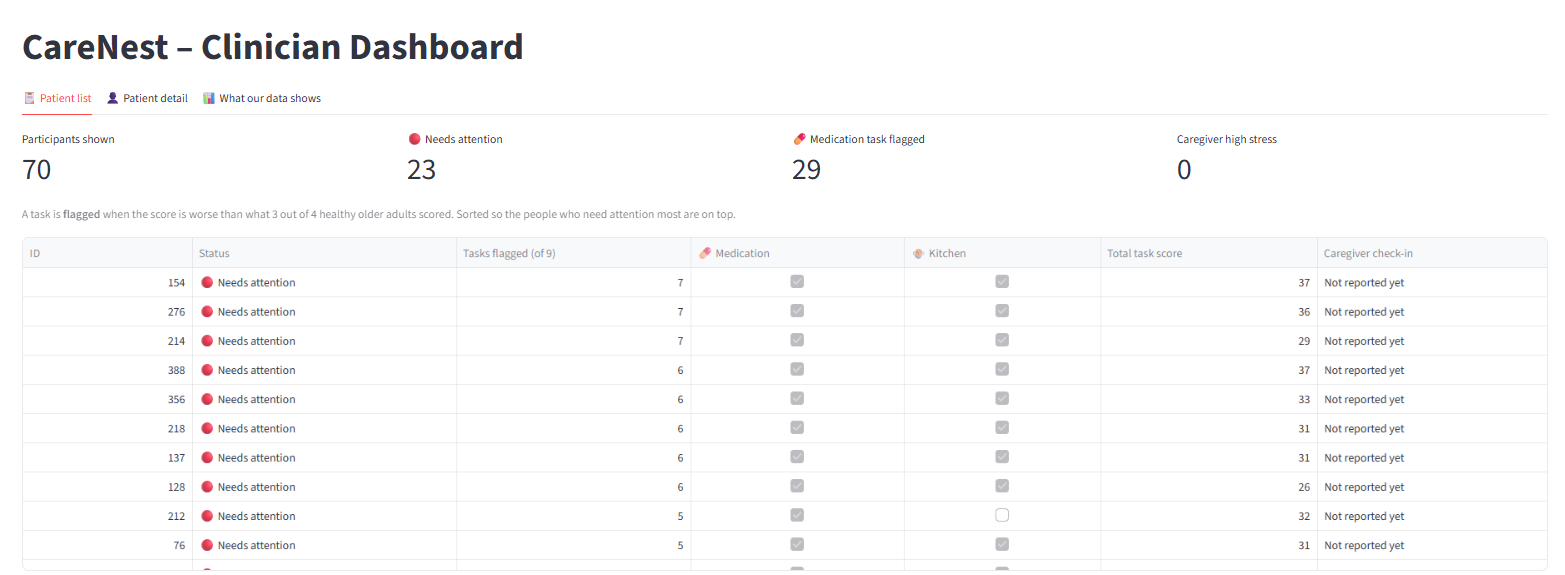 CareNest – Clinician Dashboard
Patient list Patient detail What our data shows
Participants shown Needs attention Medication task flagged Caregiver high stress
70 23 29 0
A task is flagged when the score is worse than what 3 out of 4 healthy older adults scored. Sorted so the people who need attention most are on top.
ID Status Tasks flagged (of 9) Medication Kitchen Total task score Caregiver check-in
154 Needs attention 7 37 Not reported yet
276 Needs attention 7 36 Not reported yet
214 Needs attention 7 29 Not reported yet
388 Needs attention 6 37 Not reported yet
356 Needs attention 6 33 Not reported yet
218 Needs attention 6 31 Not reported yet
137 Needs attention 6 31 Not reported yet
128 Needs attention 6 26 Not reported yet
212 Needs attention 5 32 Not reported yet
76 Needs attention 5 31 Not reported yet